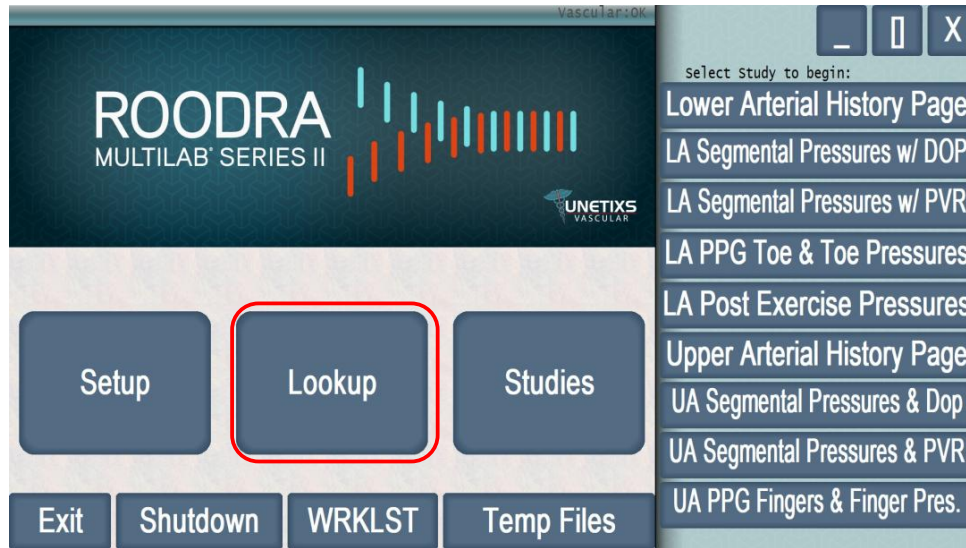 Vascular:OK
ROODRA
MULTILAB® SERIES II
UNETIXS
VASCULAR
Setup
Lookup
Studies
Exit
Shutdown
WRKLST
Temp Files
_ [] X
Select Study to begin:
Lower Arterial History Page
LA Segmental Pressures w/ DOP
LA Segmental Pressures w/ PVR
LA PPG Toe & Toe Pressures
LA Post Exercise Pressures
Upper Arterial History Page
UA Segmental Pressures & Dop
UA Segmental Pressures & PVR
UA PPG Fingers & Finger Pres.